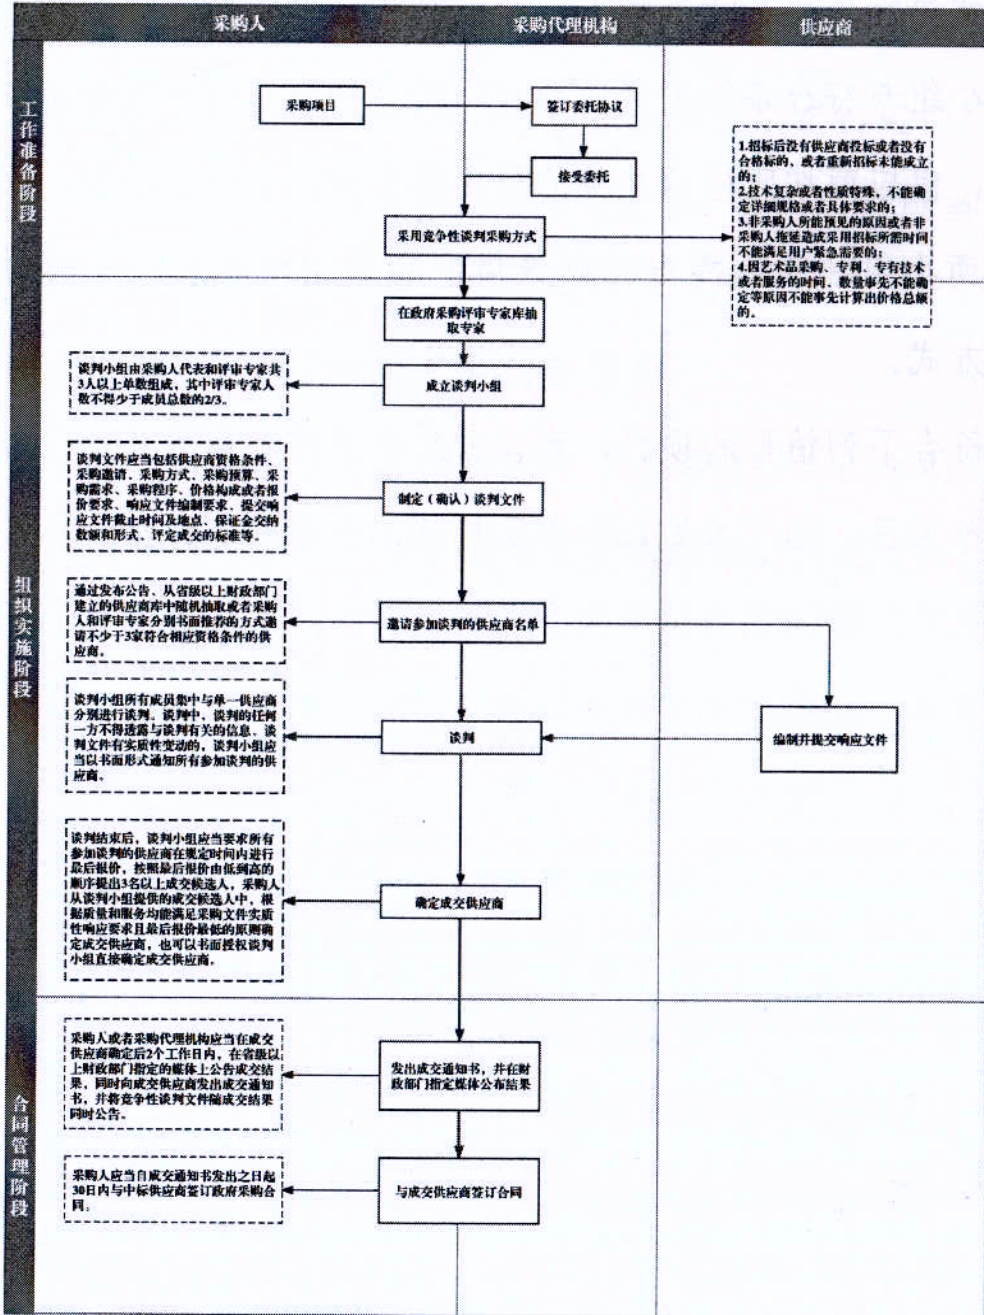 采购人
采购代理机构
供应商
工作准备阶段
采购项目
签订委托协议
接受委托
采用竞争性谈判采购方式
1.招标后没有供应商投标或者没有
合格标的、或者重新招标未能成立
的；
2.技术复杂或者性质特殊，不能确
定详细规格或者具体要求的；
3.非采购人所能预见的原因或者非
采购人拖延造成采用招标所需时间
不能满足用户紧急需要的；
4.因艺术品采购、专利、专有技术
或者服务的时间、数量事先不能确
定等原因不能事先计算出价格总额
的。
组织实施阶段
在政府采购评审专家库抽
取专家
谈判小组由采购人代表和评审专家共
3人以上单数组成，其中评审专家人
数不得少于成员总数的2/3。
成立谈判小组
谈判文件应当包括供应商资格条件、
采购邀请、采购方式、采购预算、采
购需求、采购程序、价格构成或者报
价要求、响应文件编制要求、提交响
应文件截止时间及地点、保证金交纳
数额和形式、评定成交的标准等。
制定（确认）谈判文件
通过发布公告、从省级以上财政部门
建立的供应商库中随机抽取或者采购
人和评审专家分别书面推荐的方式邀
请不少于3家符合相应资格条件的供
应商。
邀请参加谈判的供应商名单
谈判小组所有成员集中与单一供应商
分别进行谈判。谈判中，谈判的任何
一方不得透露与谈判有关的信息、谈
判文件有实质性变动的，谈判小组应
当以书面形式通知所有参加谈判的供
应商。
谈判
编制并提交响应文件
谈判结束后，谈判小组应当要求所有
参加谈判的供应商在规定时间内进行
最后报价，按照最后报价由低到高的
顺序提出3名以上成交候选人，采购人
从谈判小组提供的成交候选人中，根
据质量和服务均能满足采购文件实质
性响应要求且最后报价最低的原则确
定成交供应商，也可以书面授权谈判
小组直接确定成交供应商。
确定成交供应商
合同管理阶段
采购人或者采购代理机构应当在成交
供应商确定后2个工作日内，在省级以
上财政部门指定的媒体上公告成交结
果，同时向成交供应商发出成交通知
书，并将竞争性谈判文件随成交结果
同时公告。
发出成交通知书，并在财
政部门指定媒体公布结果
采购人应当自成交通知书发出之日起
30日内与中标供应商签订政府采购合
同。
与成交供应商签订合同